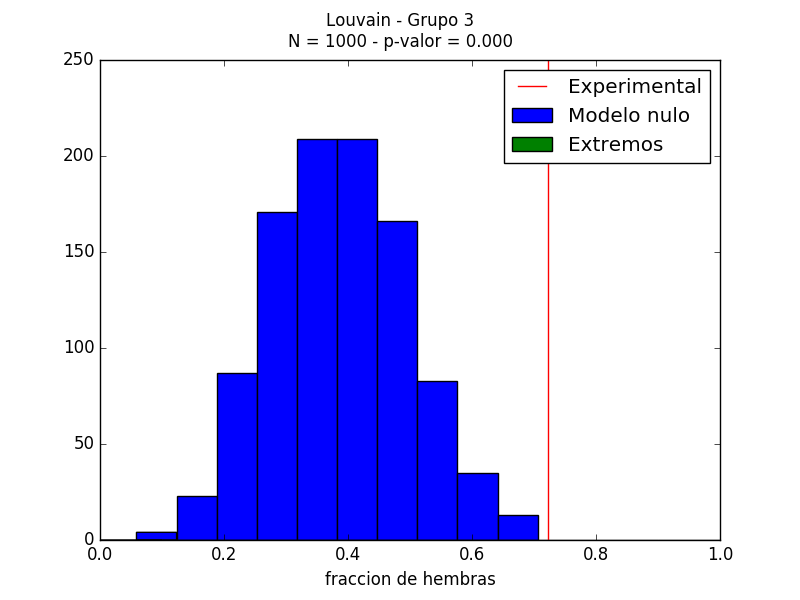 Louvain - Grupo 3
N = 1000 - p-valor = 0.000
250
200
150
100
50
0
Experimental
Modelo nulo
Extremos
0.0 0.2 0.4 0.6 0.8 1.0
fraccion de hembras